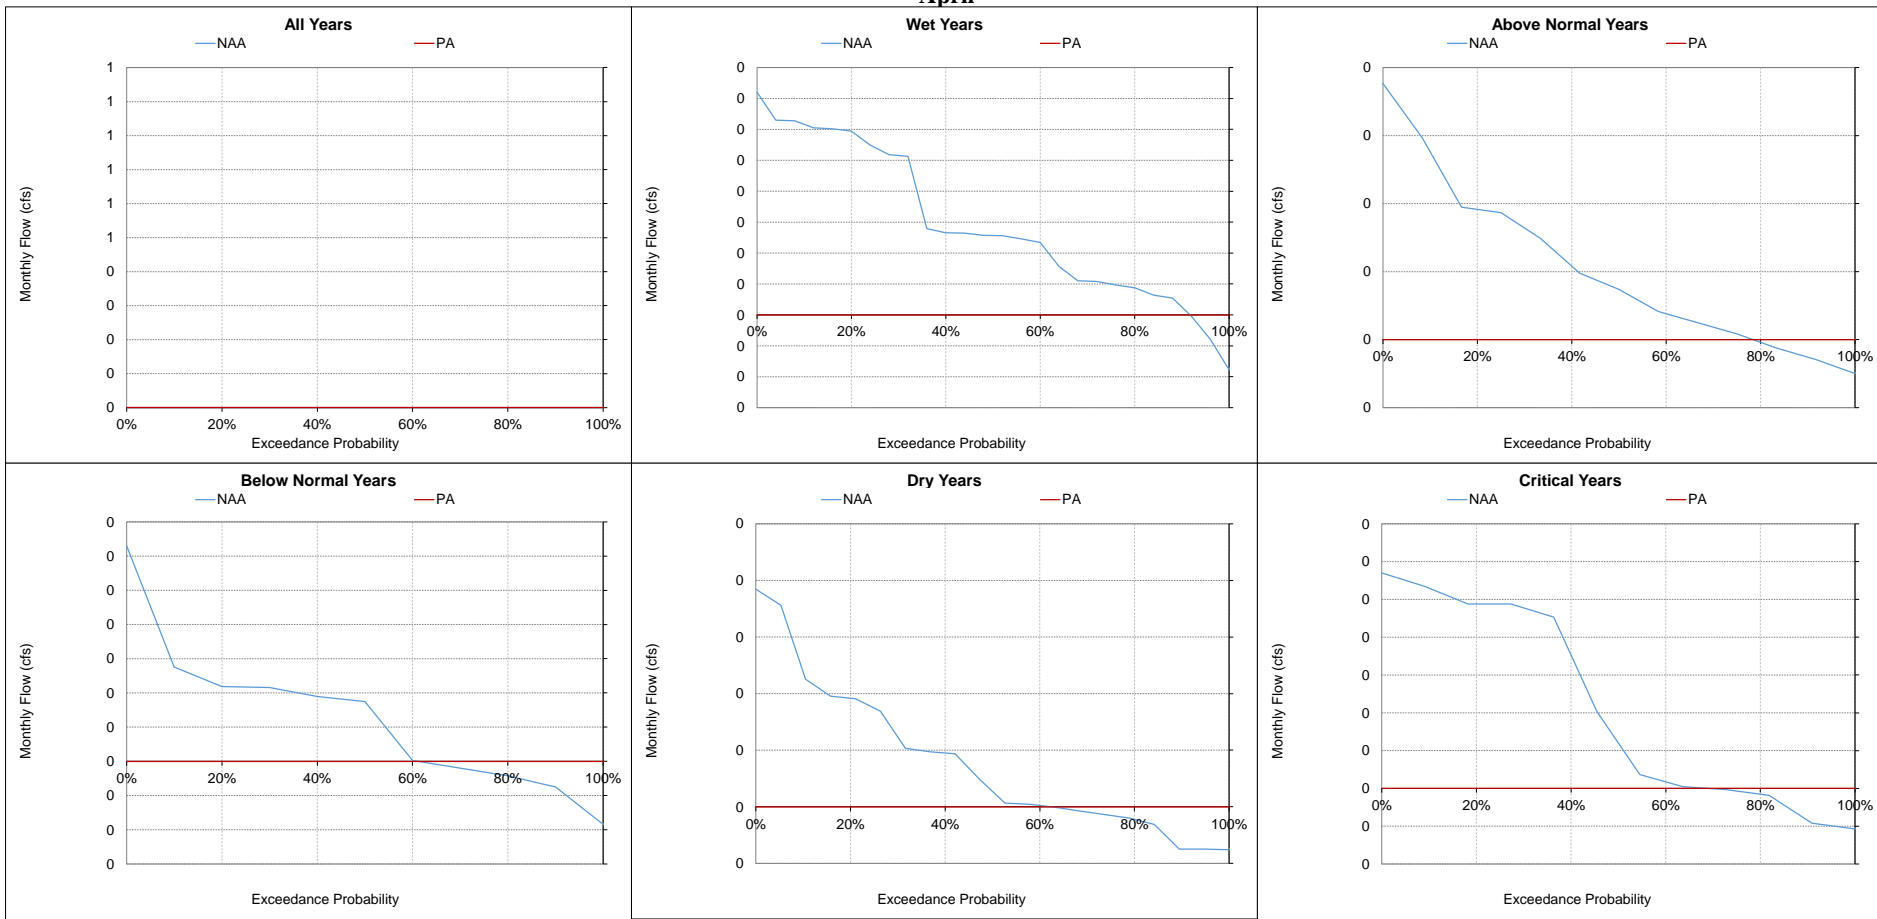 April
All Years
NAA PA
1
1
1
1
1
1
0
0
0
0
0
0% 20% 40% 60% 80% 100%
Monthly Flow (cfs)
Exceedance Probability
Wet Years
NAA PA
0
0
0
0
0
0
0
0
0
0% 20% 40% 60% 80% 100%
0
0
0
Monthly Flow (cfs)
Exceedance Probability
Above Normal Years
NAA PA
0
0
0
0
0
0% 20% 40% 60% 80% 100%
0
Monthly Flow (cfs)
Exceedance Probability
Below Normal Years
NAA PA
0
0
0
0
0
0
0
0
0% 20% 40% 60% 80% 100%
0
0
0
Monthly Flow (cfs)
Exceedance Probability
Dry Years
NAA PA
0
0
0
0
0
0
0% 20% 40% 60% 80% 100%
0
Monthly Flow (cfs)
Exceedance Probability
Critical Years
NAA PA
0
0
0
0
0
0
0
0
0% 20% 40% 60% 80% 100%
0
0
Monthly Flow (cfs)
Exceedance Probability